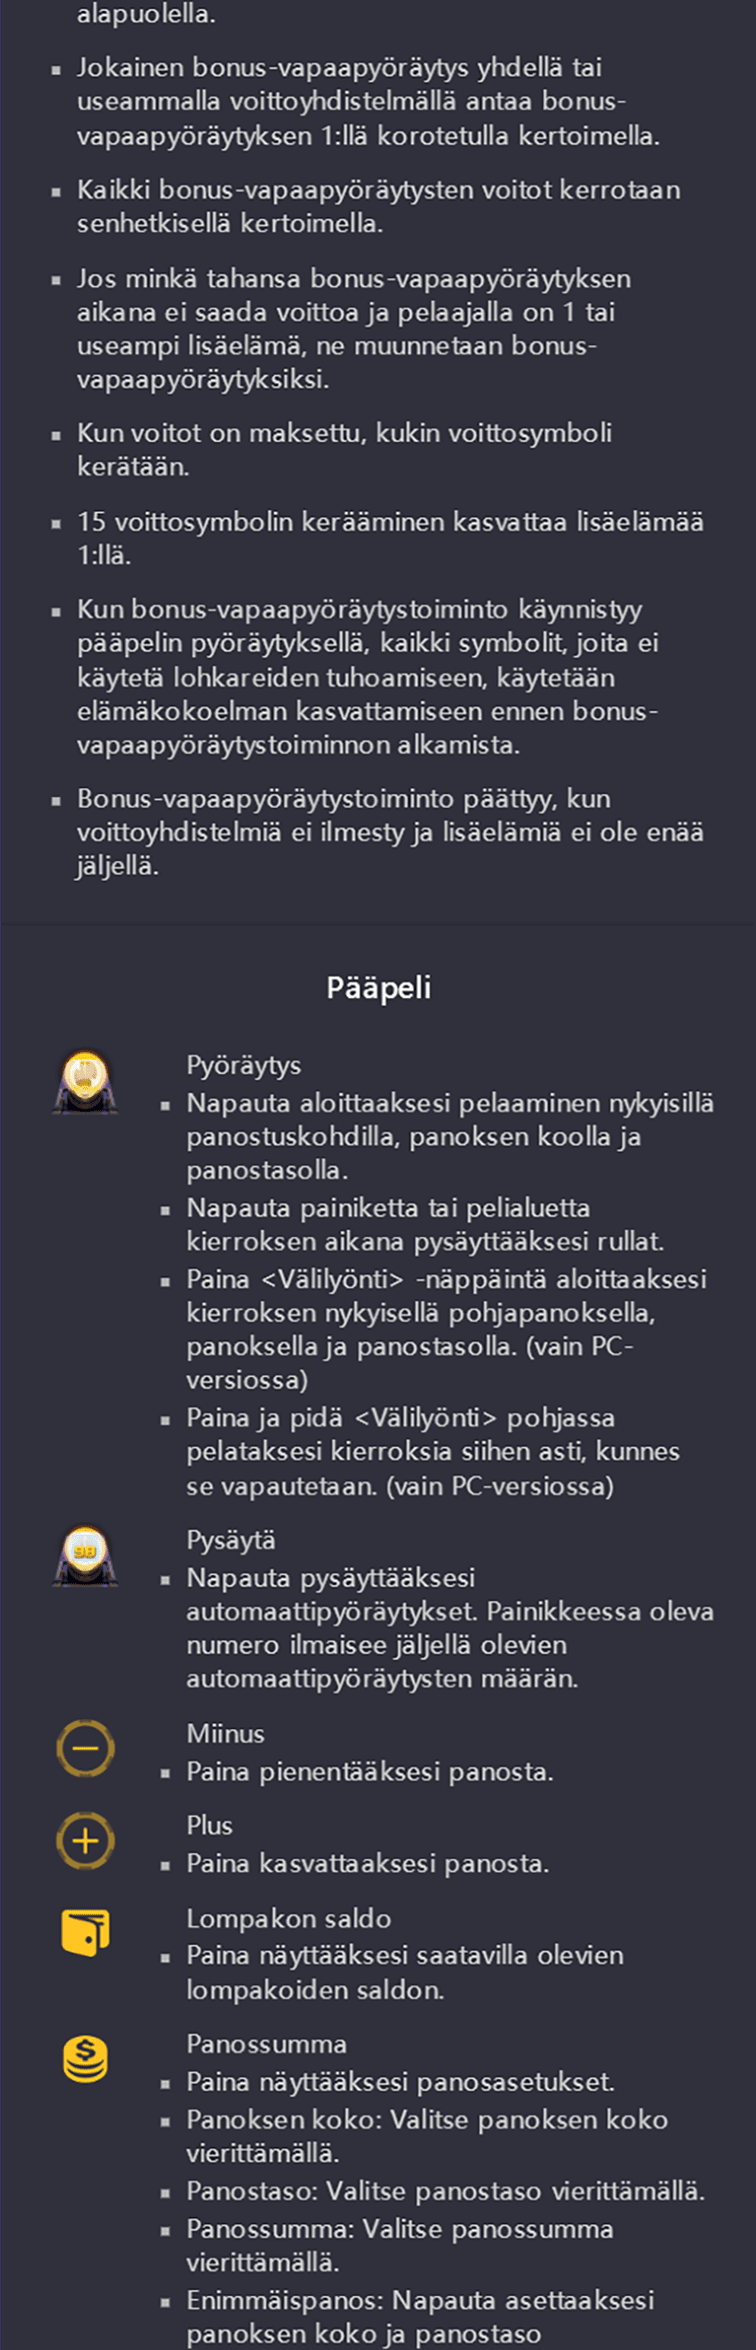 alapuolella.
▪ Jokainen bonus-vapaapyöräytys yhdellä tai
useammalla voittoyhdistelmällä antaa bonus-
vapaapyöräytyksen 1:llä korotetulla kertoimella.
▪ Kaikki bonus-vapaapyöräytysten voitot kerrotaan
senhetkisellä kertoimella.
▪ Jos minkä tahansa bonus-vapaapyöräytyksen
aikana ei saada voittoa ja pelaajalla on 1 tai
useampi lisäelämä, ne muunnetaan bonus-
vapaapyöräytyksiksi.
▪ Kun voitot on maksettu, kukin voittosymboli
kerätään.
▪ 15 voittosymbolin kerääminen kasvattaa lisäelämää
1:llä.
▪ Kun bonus-vapaapyöräytystoiminto käynnistyy
pääpelin pyöräytyksellä, kaikki symbolit, joita ei
käytetä lohkareiden tuhoamiseen, käytetään
elämäkokoelman kasvattamiseen ennen bonus-
vapaapyöräytystoiminnon alkamista.
▪ Bonus-vapaapyöräytystoiminto päättyy, kun
voittoyhdistelmiä ei ilmesty ja lisäelämiä ei ole enää
jäljellä.
Pääpeli
Pyöräytys
▪ Napauta aloittaaksesi pelaaminen nykyisillä
panostuskohdilla, panoksen koolla ja
panostasolla.
▪ Napauta painiketta tai pelialuetta
kierroksen aikana pysäyttääksesi rullat.
▪ Paina <Välilyönti> -näppäintä aloittaaksesi
kierroksen nykyisellä pohjapanoksella,
panoksella ja panostasolla. (vain PC-
versiossa)
▪ Paina ja pidä <Välilyönti> pohjassa
pelataksesi kierroksia siihen asti, kunnes
se vapautetaan. (vain PC-versiossa)
98
Pysäytä
▪ Napauta pysäyttääksesi
automaattipyöräytykset. Painikkeessa oleva
numero ilmaisee jäljellä olevien
automaattipyöräytysten määrän.
Miinus
▪ Paina pienentääksesi panosta.
Plus
▪ Paina kasvattaaksesi panosta.
Lompakon saldo
▪ Paina näyttääksesi saatavilla olevien
lompakoiden saldon.
$
Panossumma
▪ Paina näyttääksesi panosasetukset.
▪ Panoksen koko: Valitse panoksen koko
vierittämällä.
▪ Panostaso: Valitse panostaso vierittämällä.
▪ Panossumma: Valitse panossumma
vierittämällä.
▪ Enimmäispanos: Napauta asettaaksesi
panoksen koko ja panostaso